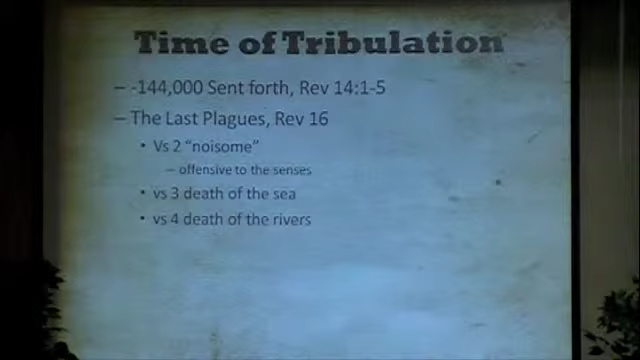 Time of Tribulation
– -144,000 Sent forth, Rev 14:1-5
– The Last Plagues, Rev 16
• Vs 2 “noisome”
– offensive to the senses
• vs 3 death of the sea
• vs 4 death of the rivers